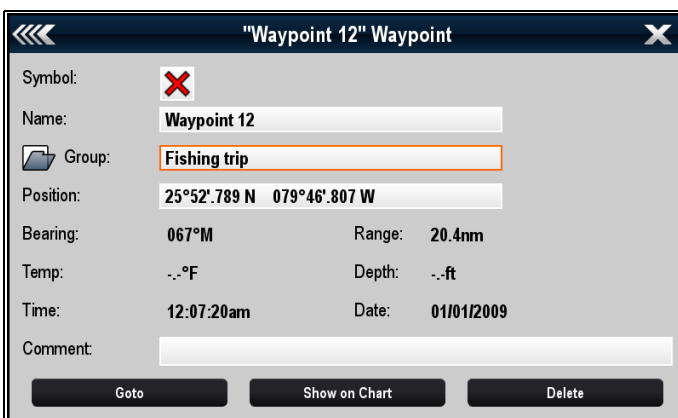 "Waypoint 12" Waypoint
Symbol:
Name: Waypoint 12
Group: Fishing trip
Position: 25°52'.789 N 079°46'.807 W
Bearing: 067°M Range: 20.4nm
Temp: -.-°F Depth: -.-ft
Time: 12:07:20am Date: 01/01/2009
Comment:
Goto Show on Chart Delete